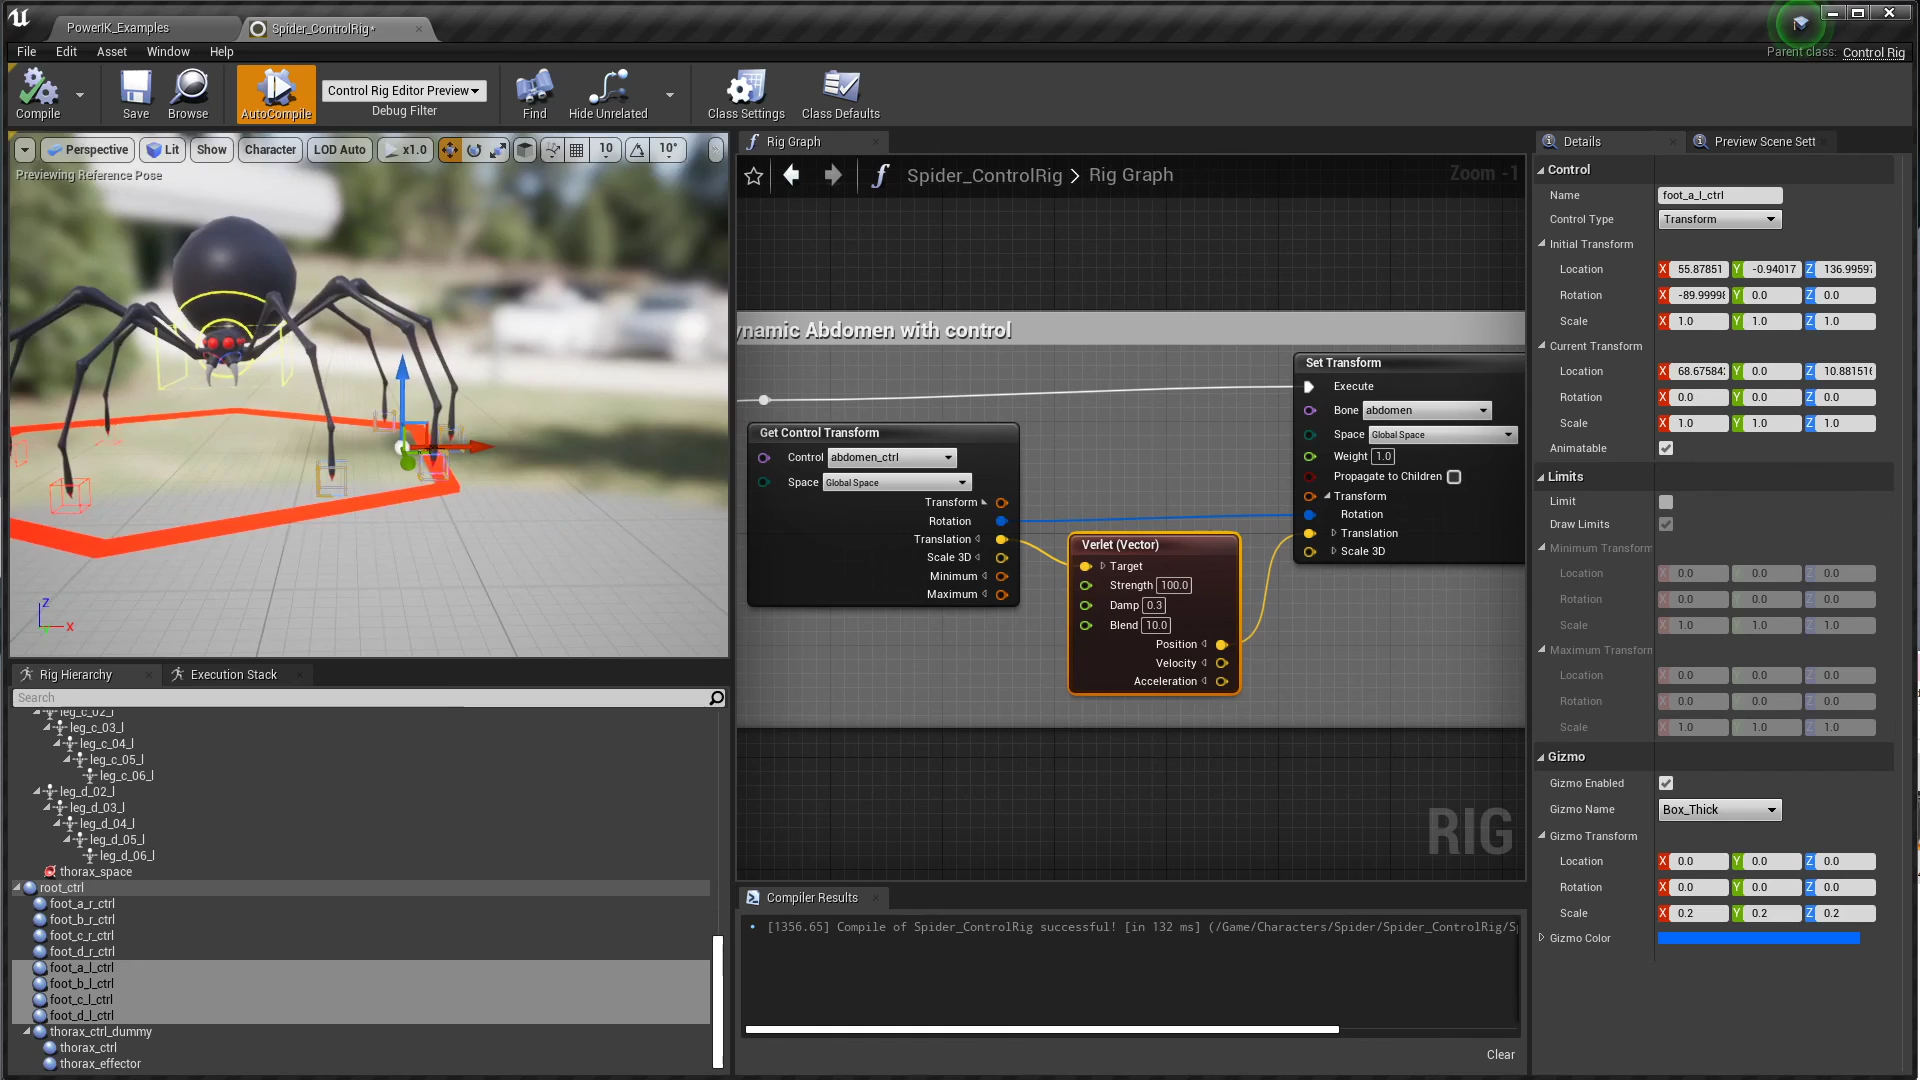 PowerIK_Examples
Spider_ControlRig*
File Edit Asset Window Help
Parent class: Control Rig
Compile
Save
Browse
AutoCompile
Control Rig Editor Preview
Debug Filter
Find
Hide Unrelated
Class Settings
Class Defaults
Perspective
Lit
Show
Character
LOD Auto
x1.0
10
10°
Previewing Reference Pose
Z
X
Rig Hierarchy
Execution Stack
Search
leg_c_02_l
leg_c_03_l
leg_c_04_l
leg_c_05_l
leg_c_06_l
leg_d_02_l
leg_d_03_l
leg_d_04_l
leg_d_05_l
leg_d_06_l
thorax_space
root_ctrl
foot_a_r_ctrl
foot_b_r_ctrl
foot_c_r_ctrl
foot_d_r_ctrl
foot_a_l_ctrl
foot_b_l_ctrl
foot_c_l_ctrl
foot_d_l_ctrl
thorax_ctrl_dummy
thorax_ctrl
thorax_effector
Rig Graph
Spider_ControlRig > Rig Graph
Zoom -1
ynamic Abdomen with control
Get Control Transform
Control abdomen_ctrl
Space Global Space
Transform
Rotation
Translation
Scale 3D
Minimum
Maximum
Verlet (Vector)
Target
Strength 100.0
Damp 0.3
Blend 10.0
Position
Velocity
Acceleration
Set Transform
Execute
Bone abdomen
Space Global Space
Weight 1.0
Propagate to Children
Transform
Rotation
Translation
Scale 3D
RIG
Compiler Results
[1356.65] Compile of Spider_ControlRig successful! [in 132 ms] (/Game/Characters/Spider/Spider_ControlRig/S
Clear
Details
Preview Scene Sett
Control
Name foot_a_l_ctrl
Control Type Transform
Initial Transform
Location X 55.87851 Y -0.94017 Z 136.99597
Rotation X -89.99998 Y 0.0 Z 0.0
Scale X 1.0 Y 1.0 Z 1.0
Current Transform
Location X 68.67584 Y 0.0 Z 10.881516
Rotation X 0.0 Y 0.0 Z 0.0
Scale X 1.0 Y 1.0 Z 1.0
Animatable
Limits
Limit
Draw Limits
Minimum Transform
Location X 0.0 Y 0.0 Z 0.0
Rotation X 0.0 Y 0.0 Z 0.0
Scale X 1.0 Y 1.0 Z 1.0
Maximum Transform
Location X 0.0 Y 0.0 Z 0.0
Rotation X 0.0 Y 0.0 Z 0.0
Scale X 1.0 Y 1.0 Z 1.0
Gizmo
Gizmo Enabled
Gizmo Name Box_Thick
Gizmo Transform
Location X 0.0 Y 0.0 Z 0.0
Rotation X 0.0 Y 0.0 Z 0.0
Scale X 0.2 Y 0.2 Z 0.2
Gizmo Color